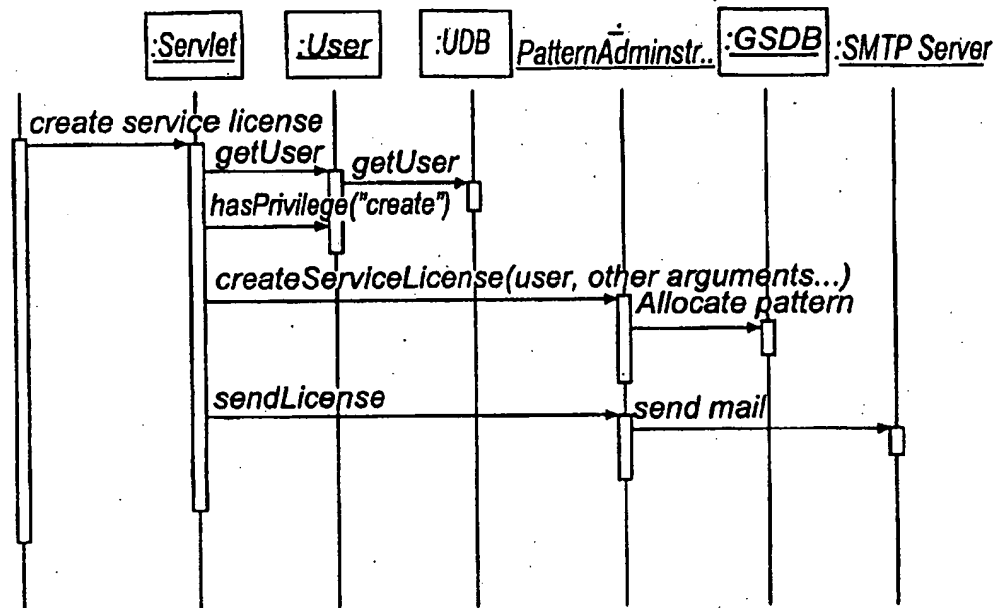 :Servlet
:User
:UDB
PatternAdminstr..
:GSDB
:SMTP Server
create service license
getUser
getUser
hasPrivilege("create")
createServiceLicense(user, other arguments...)
Allocate pattern
sendLicense
send mail